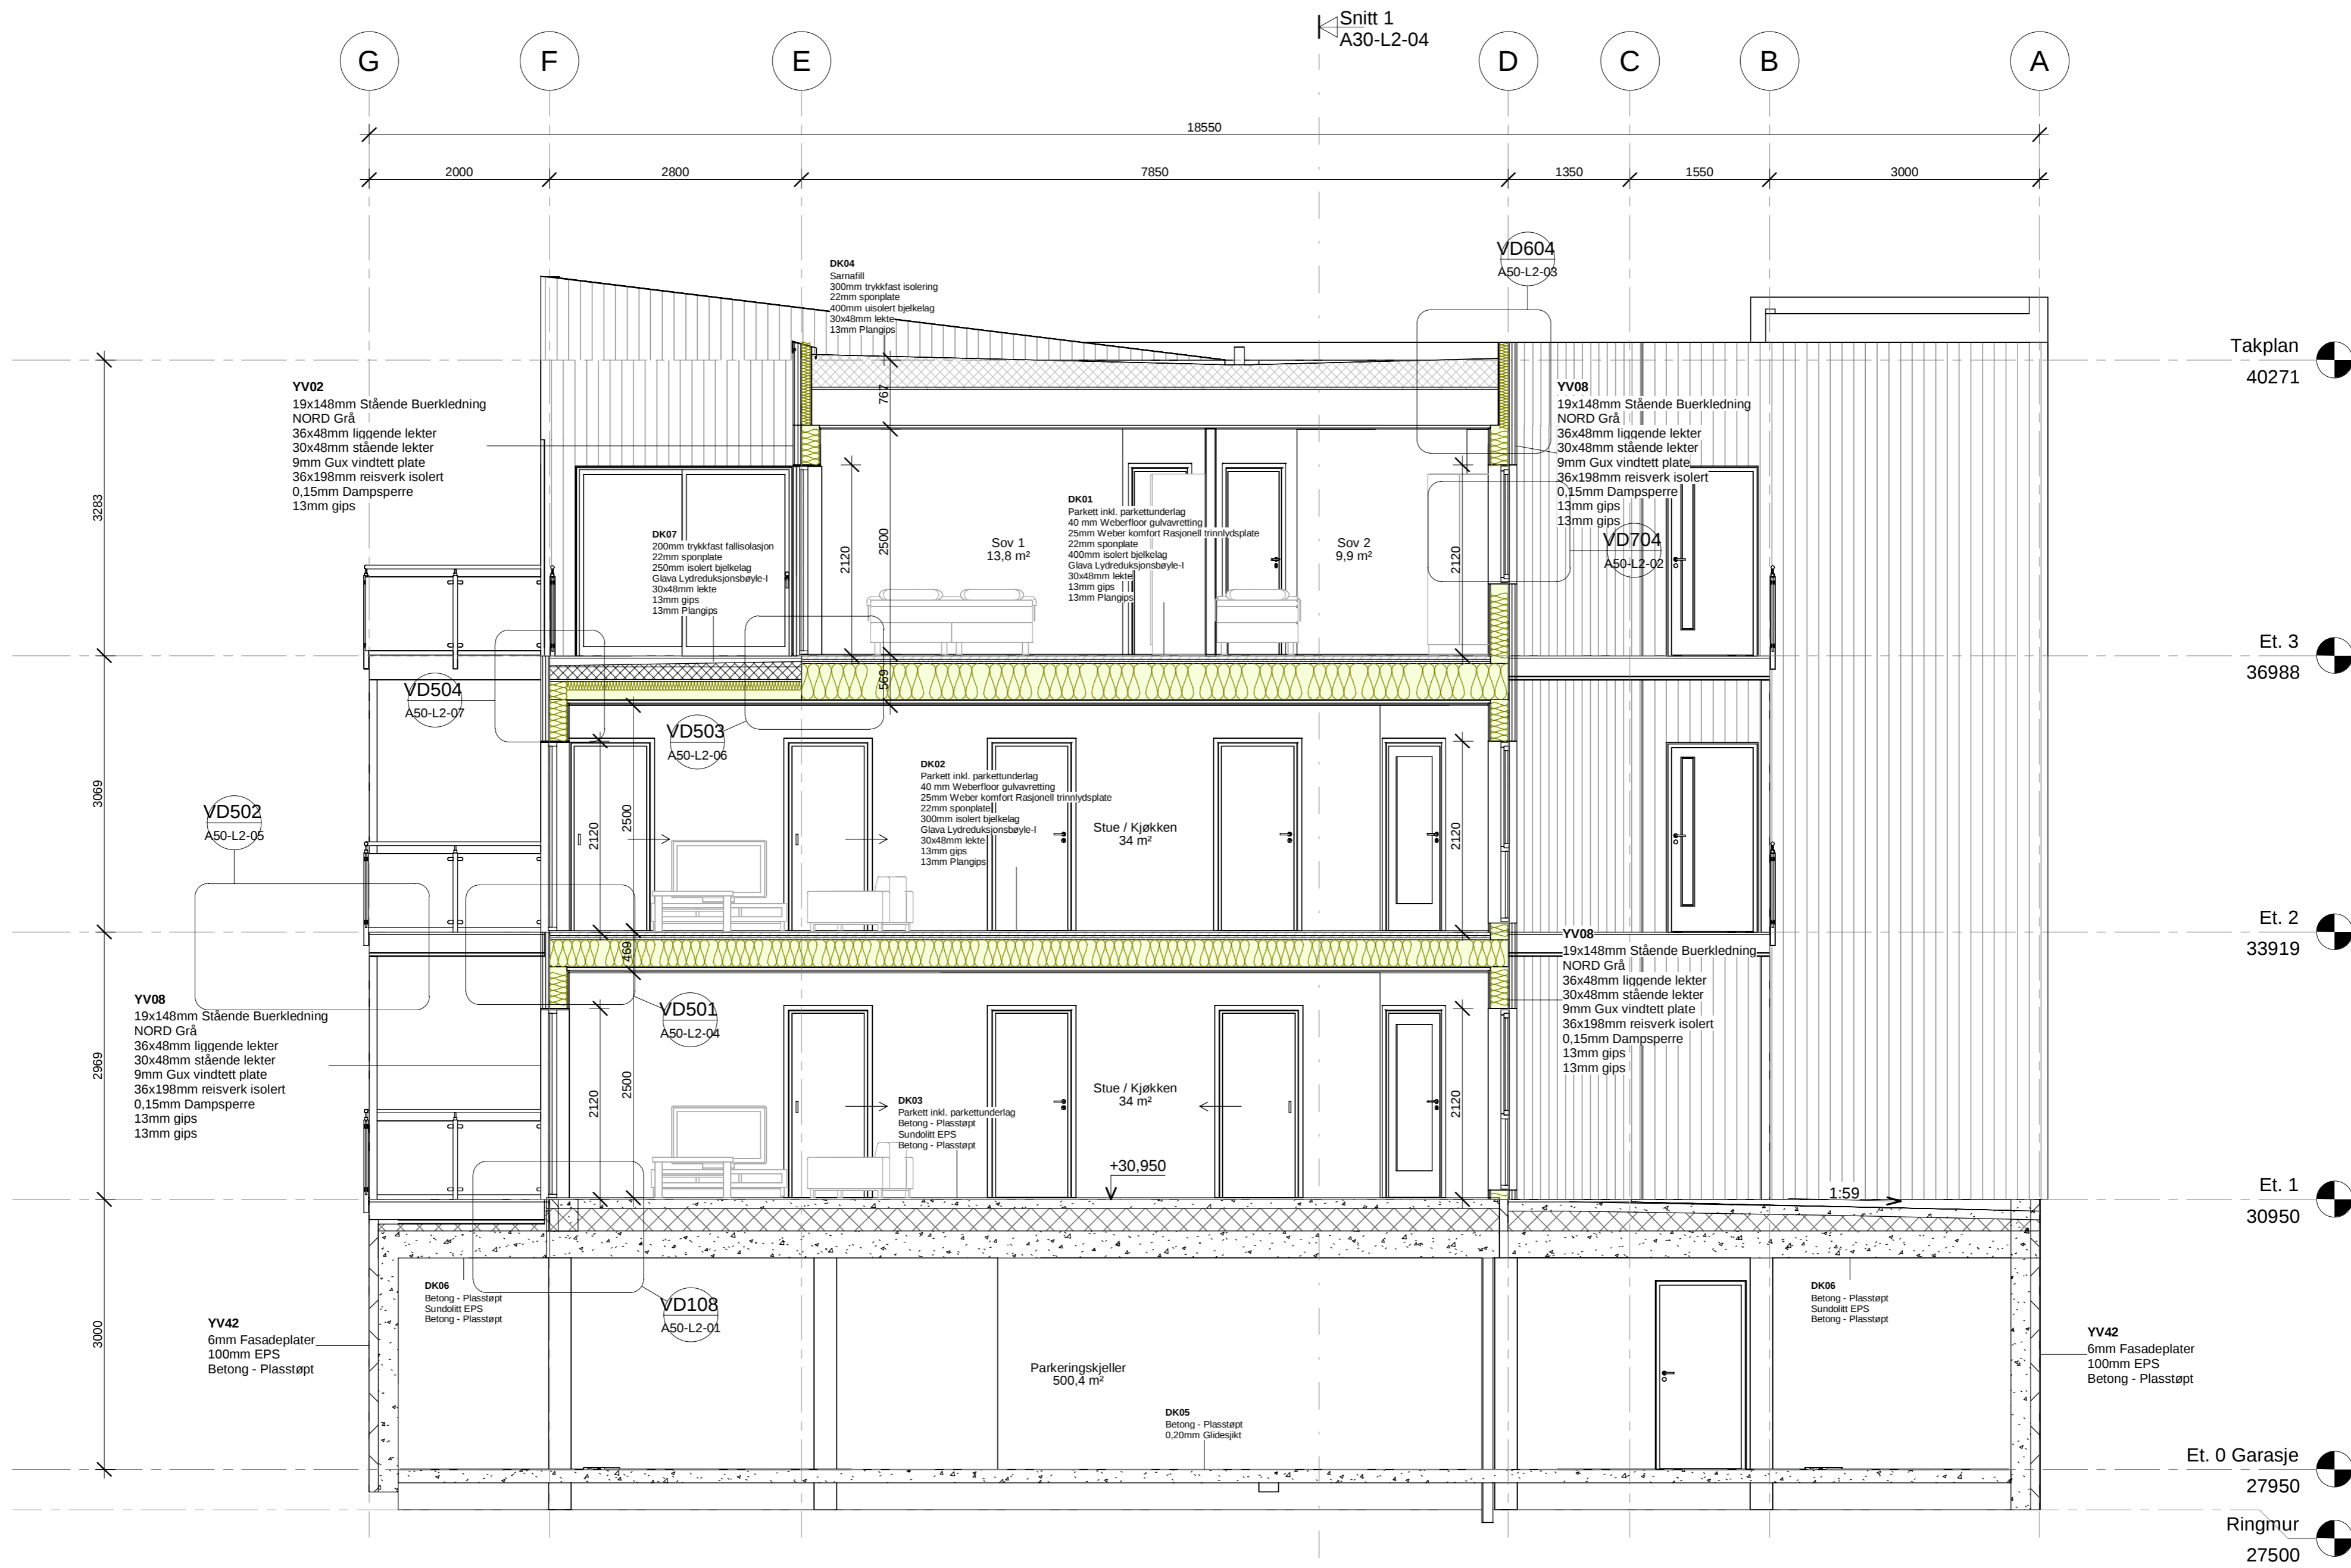 Snitt 1
A30-L2-04
G
F
E
D
C
B
A
18550
2000
2800
7850
1350
1550
3000
VD604
A50-L2-03
DK04
Sarnafill
300mm trykkfast isolering
22mm sponplate
400mm uisolert bjelkelag
30x48mm lekte
13mm Plangips
Takplan
40271
YV02
19x148mm Stående Buerkledning
NORD Grå
36x48mm liggende lekter
30x48mm stående lekter
9mm Gux vindtett plate
36x198mm reisverk isolert
0,15mm Dampsperre
13mm gips
767
YV08
19x148mm Stående Buerkledning
NORD Grå
36x48mm liggende lekter
30x48mm stående lekter
9mm Gux vindtett plate
36x198mm reisverk isolert
0,15mm Dampsperre
13mm gips
13mm gips
3283
DK07
200mm trykkfast fallisolasjon
22mm sponplate
250mm isolert bjelkelag
Glava Lydreduksjonsbøyle-I
30x48mm lekte
13mm gips
13mm Plangips
2120
2500
Sov 1
13,8 m²
DK01
Parkett inkl. parkettunderlag
40 mm Weberfloor gulvavretting
25mm Weber komfort Rasjonell trinnlydsplate
22mm sponplate
400mm isolert bjelkelag
Glava Lydreduksjonsbøyle-I
30x48mm lekte
13mm gips
13mm Plangips
Sov 2
9,9 m²
2120
VD704
A50-L2-02
Et. 3
36988
VD504
A50-L2-07
569
VD503
A50-L2-06
3069
VD502
A50-L2-05
2120
2500
DK02
Parkett inkl. parkettunderlag
40 mm Weberfloor gulvavretting
25mm Weber komfort Rasjonell trinnlydsplate
22mm sponplate
300mm isolert bjelkelag
Glava Lydreduksjonsbøyle-I
30x48mm lekte
13mm gips
13mm Plangips
Stue / Kjøkken
34 m²
2120
Et. 2
33919
469
YV08
19x148mm Stående Buerkledning
NORD Grå
36x48mm liggende lekter
30x48mm stående lekter
9mm Gux vindtett plate
36x198mm reisverk isolert
0,15mm Dampsperre
13mm gips
13mm gips
YV08
19x148mm Stående Buerkledning
NORD Grå
36x48mm liggende lekter
30x48mm stående lekter
9mm Gux vindtett plate
36x198mm reisverk isolert
0,15mm Dampsperre
13mm gips
13mm gips
VD501
A50-L2-04
2969
2120
2500
DK03
Parkett inkl. parkettunderlag
Betong - Plasstøpt
Sundolitt EPS
Betong - Plasstøpt
Stue / Kjøkken
34 m²
2120
+30,950
1:59
Et. 1
30950
DK06
Betong - Plasstøpt
Sundolitt EPS
Betong - Plasstøpt
VD108
A50-L2-01
DK06
Betong - Plasstøpt
Sundolitt EPS
Betong - Plasstøpt
3000
YV42
6mm Fasadeplater
100mm EPS
Betong - Plasstøpt
Parkeringskjeller
500,4 m²
YV42
6mm Fasadeplater
100mm EPS
Betong - Plasstøpt
DK05
Betong - Plasstøpt
0,20mm Glidesjikt
Et. 0 Garasje
27950
Ringmur
27500